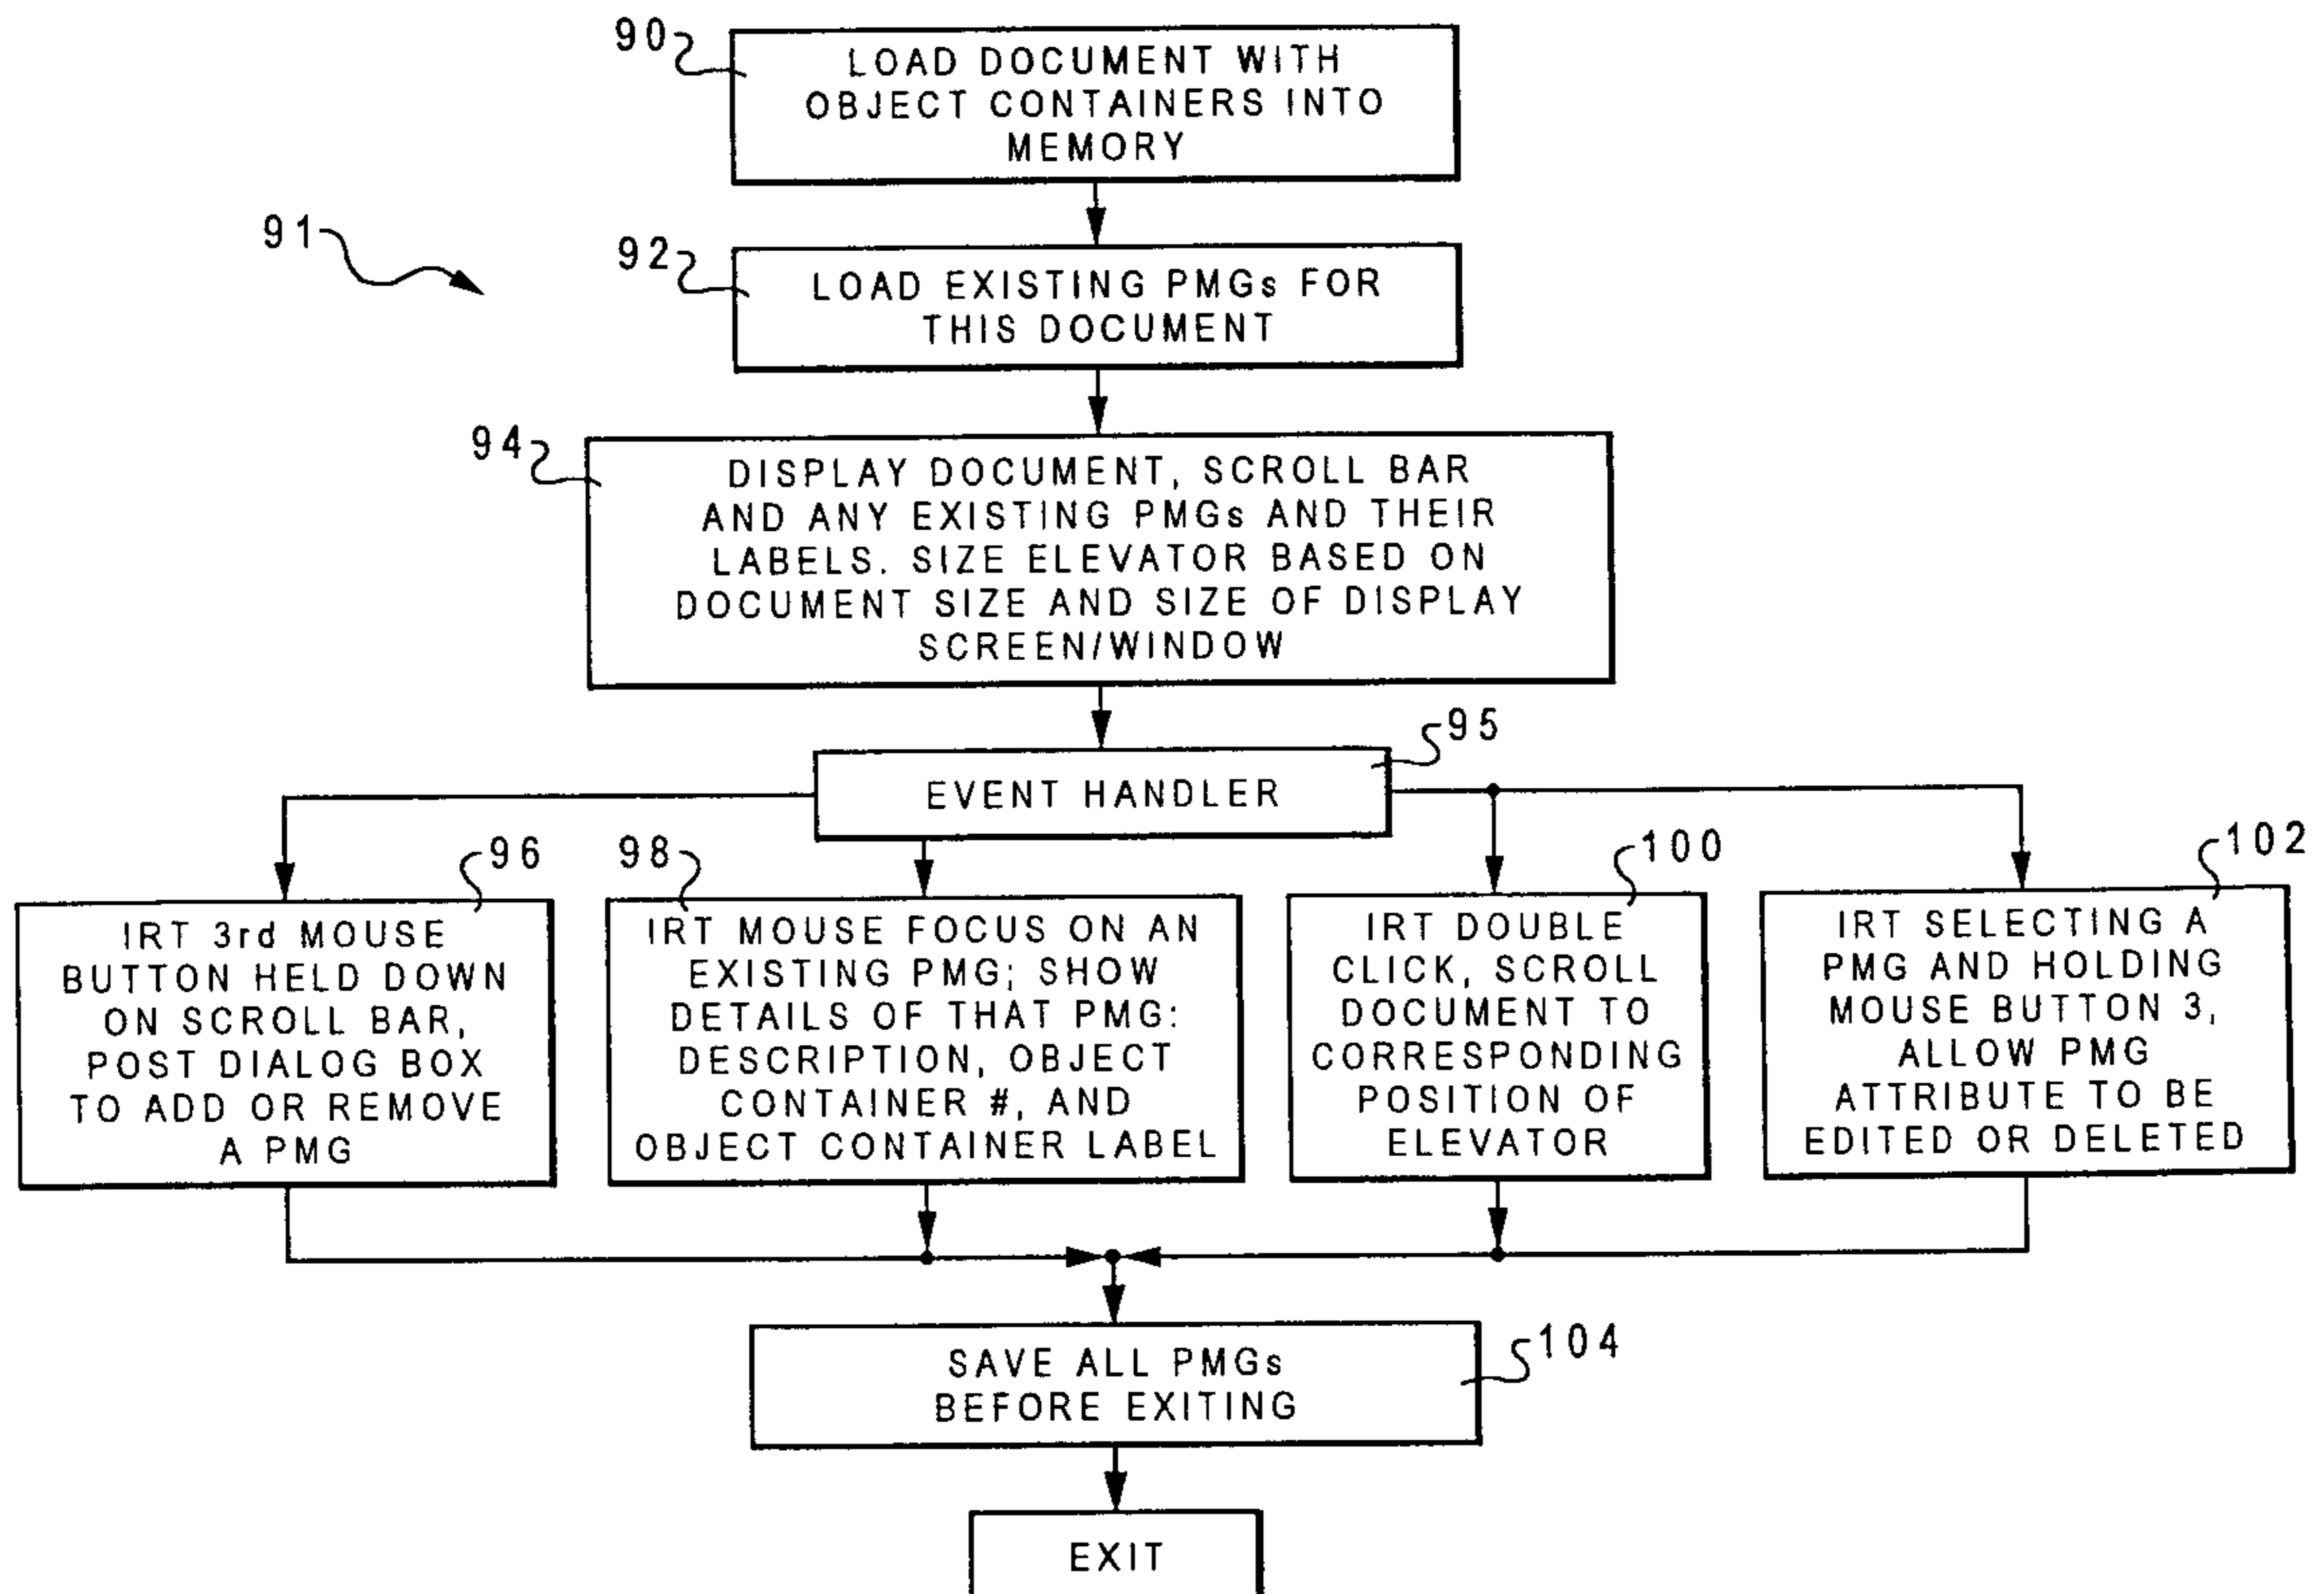 90
LOAD DOCUMENT WITH
OBJECT CONTAINERS INTO
MEMORY
91
92
LOAD EXISTING PMGs FOR
THIS DOCUMENT
94
DISPLAY DOCUMENT, SCROLL BAR
AND ANY EXISTING PMGs AND THEIR
LABELS. SIZE ELEVATOR BASED ON
DOCUMENT SIZE AND SIZE OF DISPLAY
SCREEN/WINDOW
95
EVENT HANDLER
96
IRT 3rd MOUSE
BUTTON HELD DOWN
ON SCROLL BAR,
POST DIALOG BOX
TO ADD OR REMOVE
A PMG
98
IRT MOUSE FOCUS ON AN
EXISTING PMG; SHOW
DETAILS OF THAT PMG:
DESCRIPTION, OBJECT
CONTAINER #, AND
OBJECT CONTAINER LABEL
100
IRT DOUBLE
CLICK, SCROLL
DOCUMENT TO
CORRESPONDING
POSITION OF
ELEVATOR
102
IRT SELECTING A
PMG AND HOLDING
MOUSE BUTTON 3,
ALLOW PMG
ATTRIBUTE TO BE
EDITED OR DELETED
104
SAVE ALL PMGs
BEFORE EXITING
EXIT